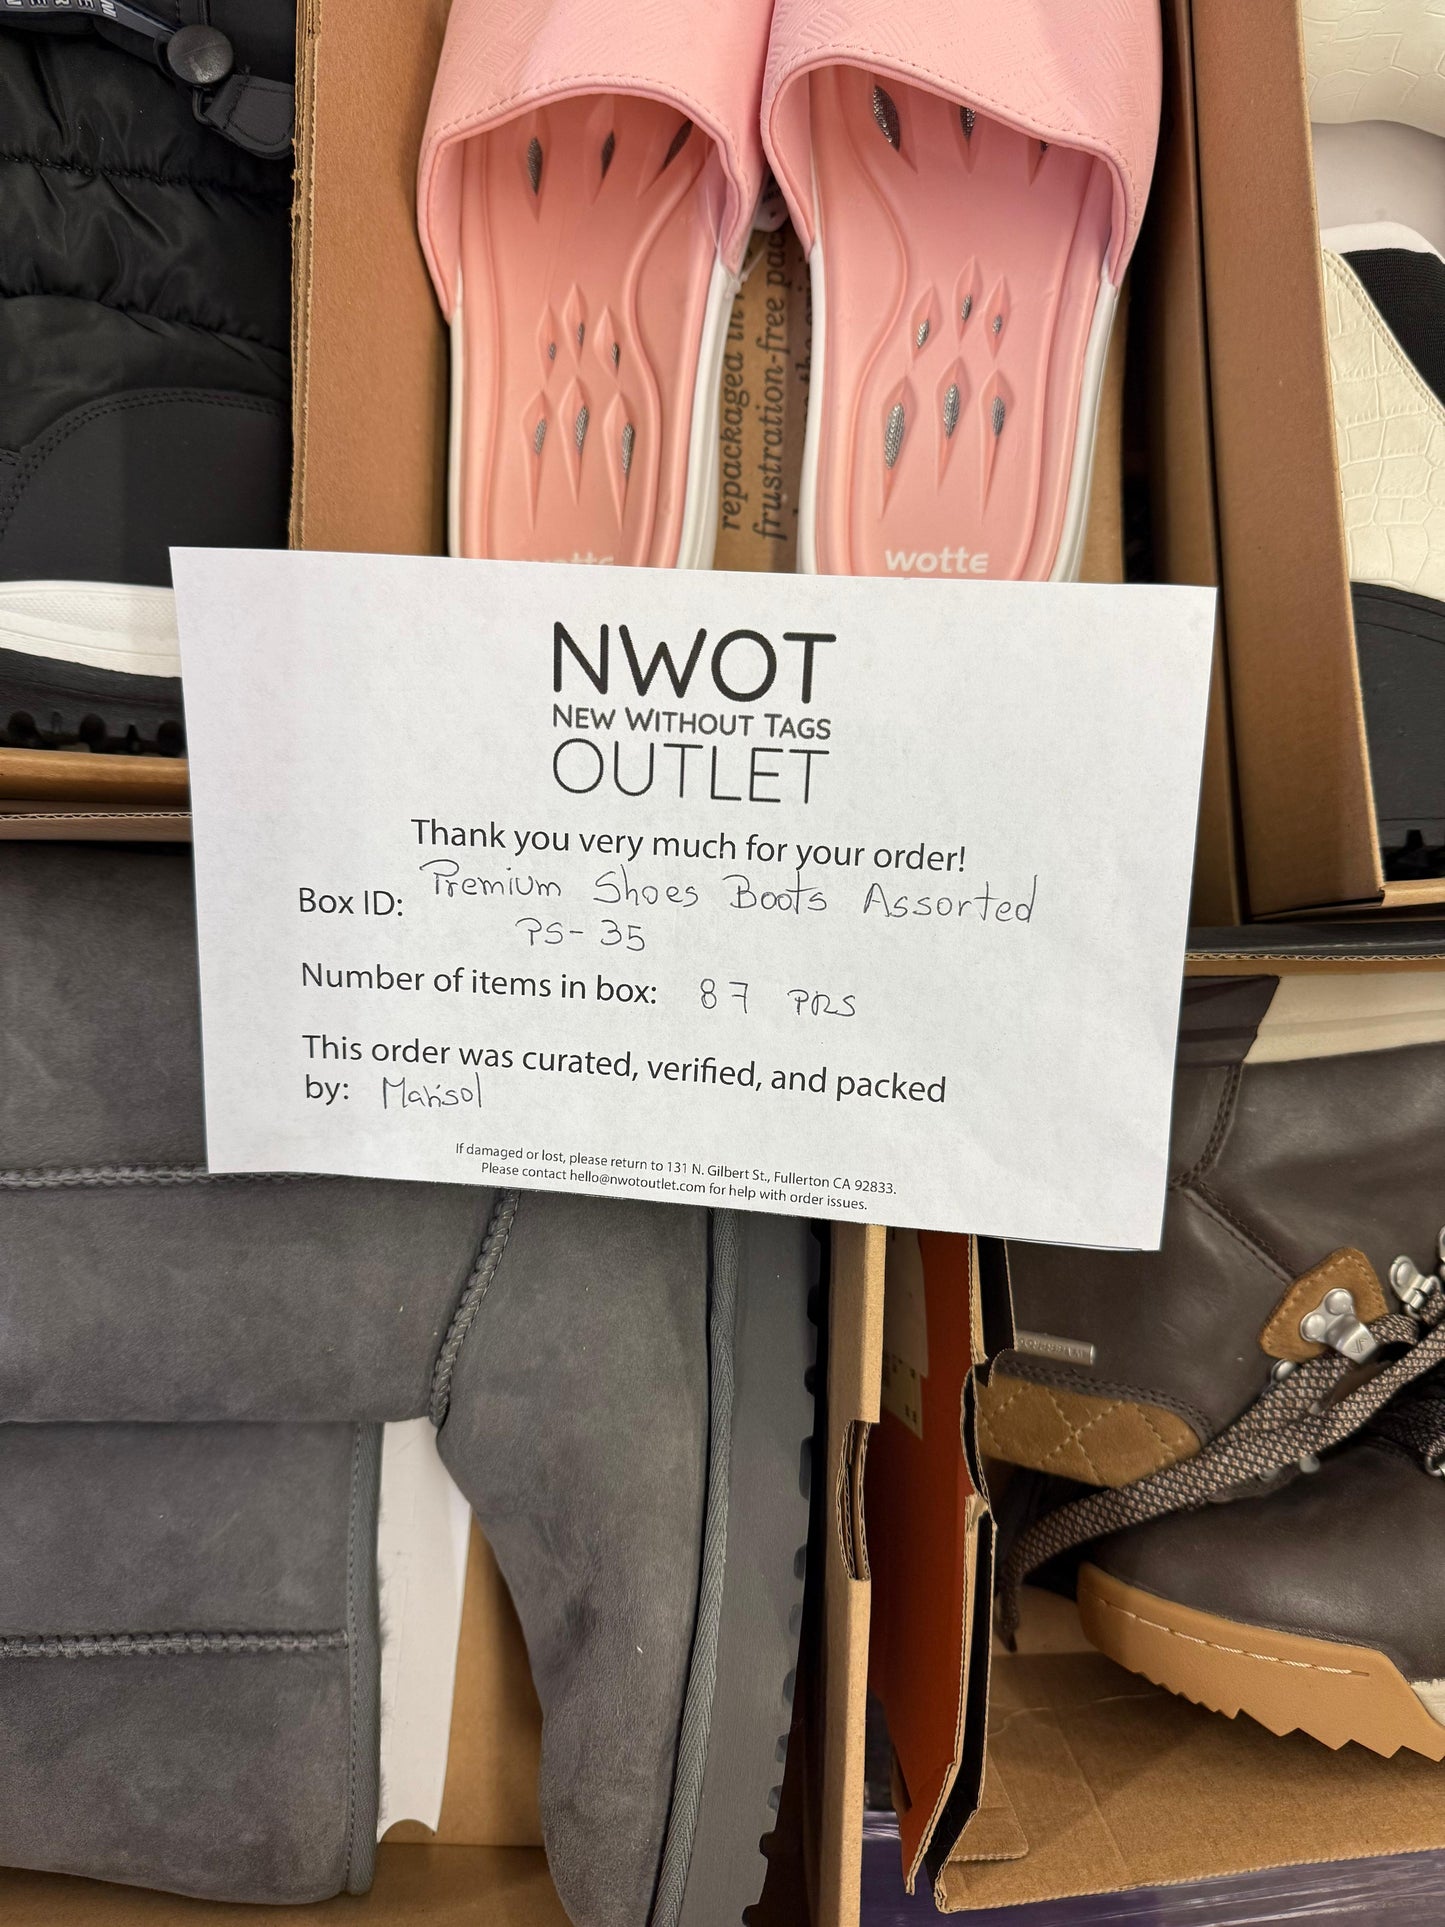 repackaged in
frustration-free pac
wotte
NWOT
NEW WITHOUT TAGS
OUTLET
Thank you very much for your order!
Box ID: Premium Shoes Boots Assorted
PS-35
Number of items in box: 87 PRS
This order was curated, verified, and packed
by: Marisol
If damaged or lost, please return to 131 N. Gilbert St., Fullerton CA 92833.
Please contact hello@nwotoutlet.com for help with order issues.